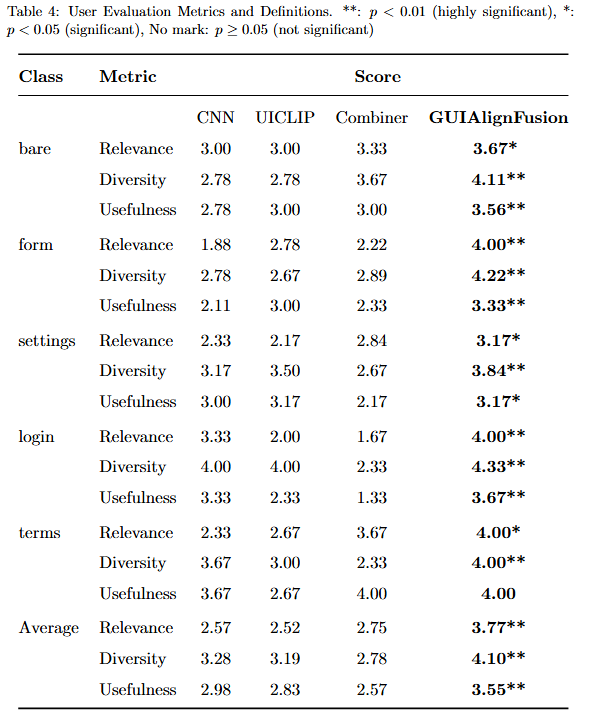 Table 4: User Evaluation Metrics and Definitions. **: p < 0.01 (highly significant), *:
p < 0.05 (significant), No mark: p ≥ 0.05 (not significant)
Class Metric Score
CNN UICLIP Combiner GUIAlignFusion
bare Relevance 3.00 3.00 3.33 3.67*
Diversity 2.78 2.78 3.67 4.11**
Usefulness 2.78 3.00 3.00 3.56**
form Relevance 1.88 2.78 2.22 4.00**
Diversity 2.78 2.67 2.89 4.22**
Usefulness 2.11 3.00 2.33 3.33**
settings Relevance 2.33 2.17 2.84 3.17*
Diversity 3.17 3.50 2.67 3.84**
Usefulness 3.00 3.17 2.17 3.17*
login Relevance 3.33 2.00 1.67 4.00**
Diversity 4.00 4.00 2.33 4.33**
Usefulness 3.33 2.33 1.33 3.67**
terms Relevance 2.33 2.67 3.67 4.00*
Diversity 3.67 3.00 2.33 4.00**
Usefulness 3.67 2.67 4.00 4.00
Average Relevance 2.57 2.52 2.75 3.77**
Diversity 3.28 3.19 2.78 4.10**
Usefulness 2.98 2.83 2.57 3.55**